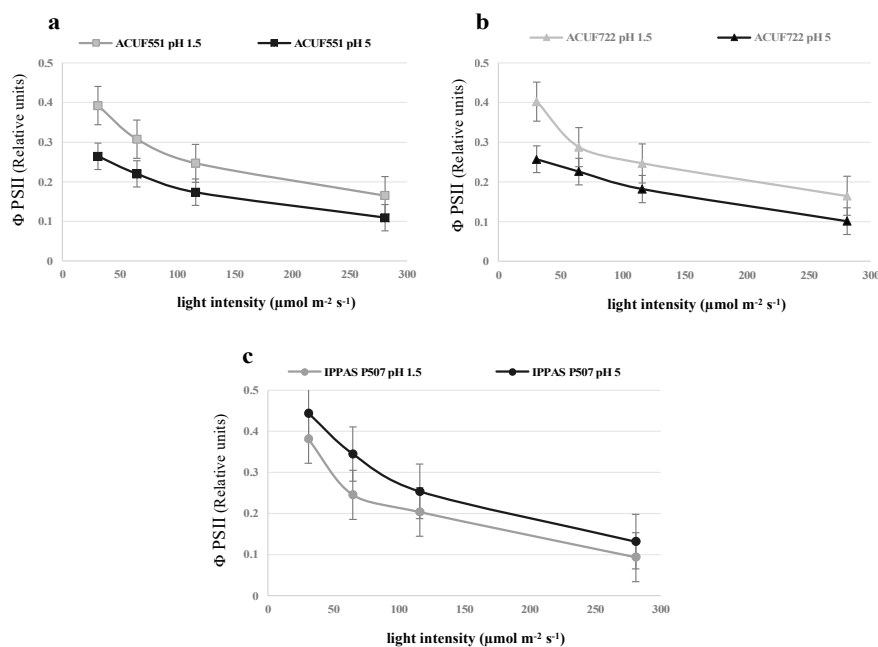 a
ACUF551 pH 1.5 ACUF551 pH 5
Φ PSII (Relative units)
0.5
0.4
0.3
0.2
0.1
0
0 50 100 150 200 250 300
light intensity (μmol m⁻² s⁻¹)
b
ACUF722 pH 1.5 ACUF722 pH 5
Φ PSII (Relative units)
0.5
0.4
0.3
0.2
0.1
0
0 50 100 150 200 250 300
light intensity (μmol m⁻² s⁻¹)
c
IPPAS P507 pH 1.5 IPPAS P507 pH 5
Φ PSII (Relative units)
0.5
0.4
0.3
0.2
0.1
0
0 50 100 150 200 250 300
light intensity (μmol m⁻² s⁻¹)